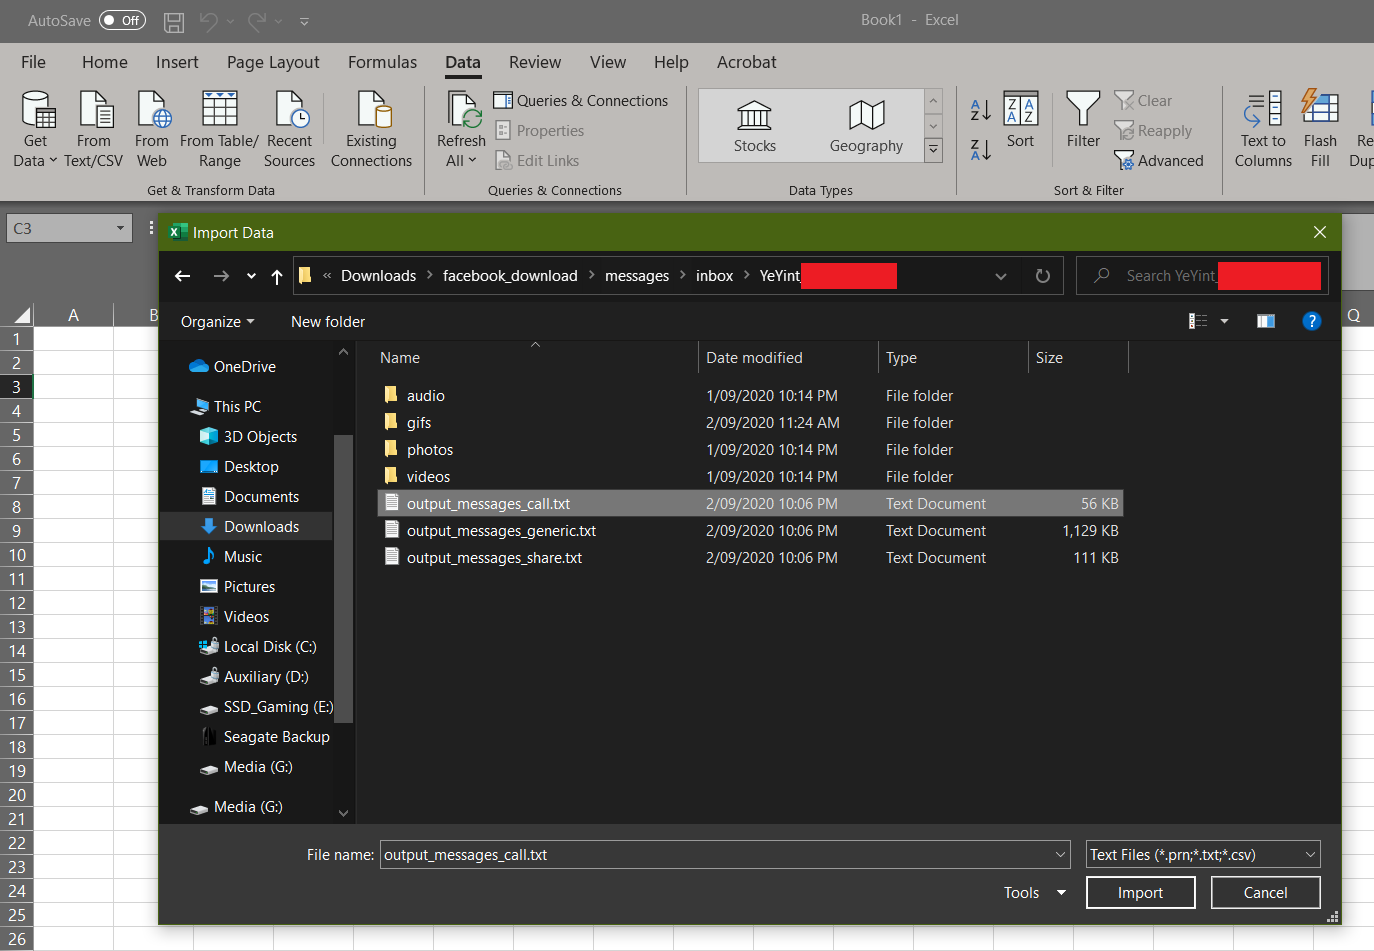 AutoSave Off Book1 - Excel
File Home Insert Page Layout Formulas Data Review View Help Acrobat
Get Data
From Text/CSV
From Web
From Table/ Range
Recent Sources
Existing Connections
Get & Transform Data
Refresh All
Queries & Connections
Properties
Edit Links
Queries & Connections
Stocks
Geography
Data Types
Sort
Clear
Filter
Reapply
Advanced
Sort & Filter
Text to Columns
Flash Fill
Re
Dup
C3
Import Data
« Downloads > facebook_download > messages > inbox > YeYint_
Search YeYint_
Organize New folder
A B Q
1
2
3
4
5
6
7
8
9
10
11
12
13
14
15
16
17
18
19
20
21
22
23
24
25
26
OneDrive
This PC
3D Objects
Desktop
Documents
Downloads
Music
Pictures
Videos
Local Disk (C:)
Auxiliary (D:)
SSD_Gaming (E:)
Seagate Backup
Media (G:)
Media (G:)
Name Date modified Type Size
audio 1/09/2020 10:14 PM File folder
gifs 2/09/2020 11:24 AM File folder
photos 1/09/2020 10:14 PM File folder
videos 1/09/2020 10:14 PM File folder
output_messages_call.txt 2/09/2020 10:06 PM Text Document 56 KB
output_messages_generic.txt 2/09/2020 10:06 PM Text Document 1,129 KB
output_messages_share.txt 2/09/2020 10:06 PM Text Document 111 KB
File name: output_messages_call.txt Text Files (*.prn;*.txt;*.csv)
Tools Import Cancel